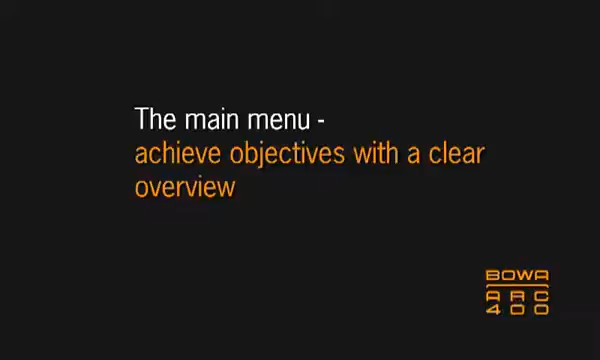 The main menu -
achieve objectives with a clear
overview
BOWA
ARC
400